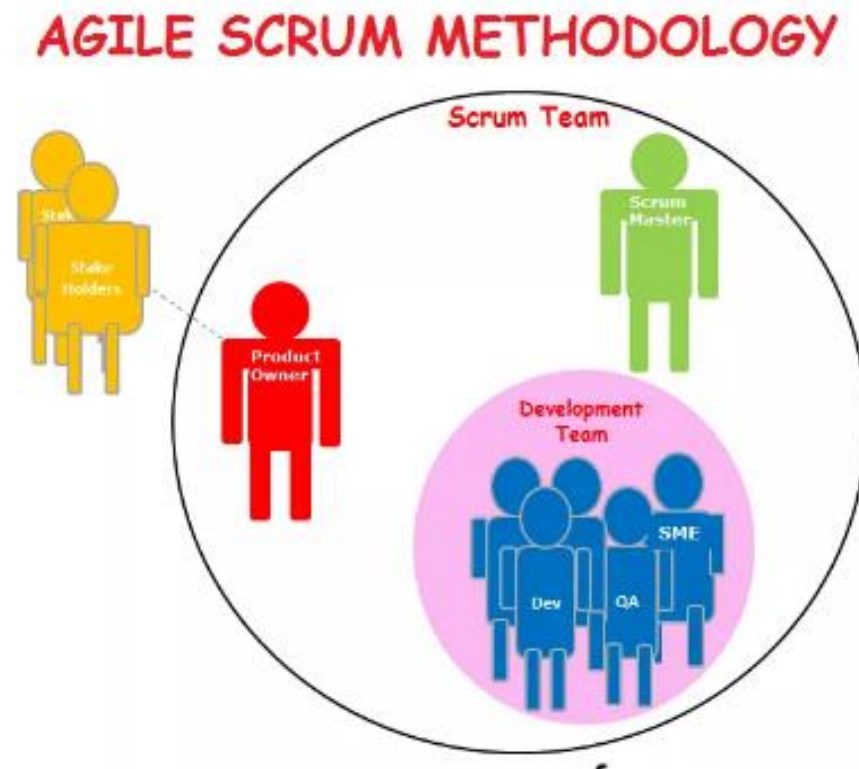 AGILE SCRUM METHODOLOGY
Scrum Team
Scrum
Master
Stake
Holders
Product
Owner
Development
Team
SME
Dev
QA